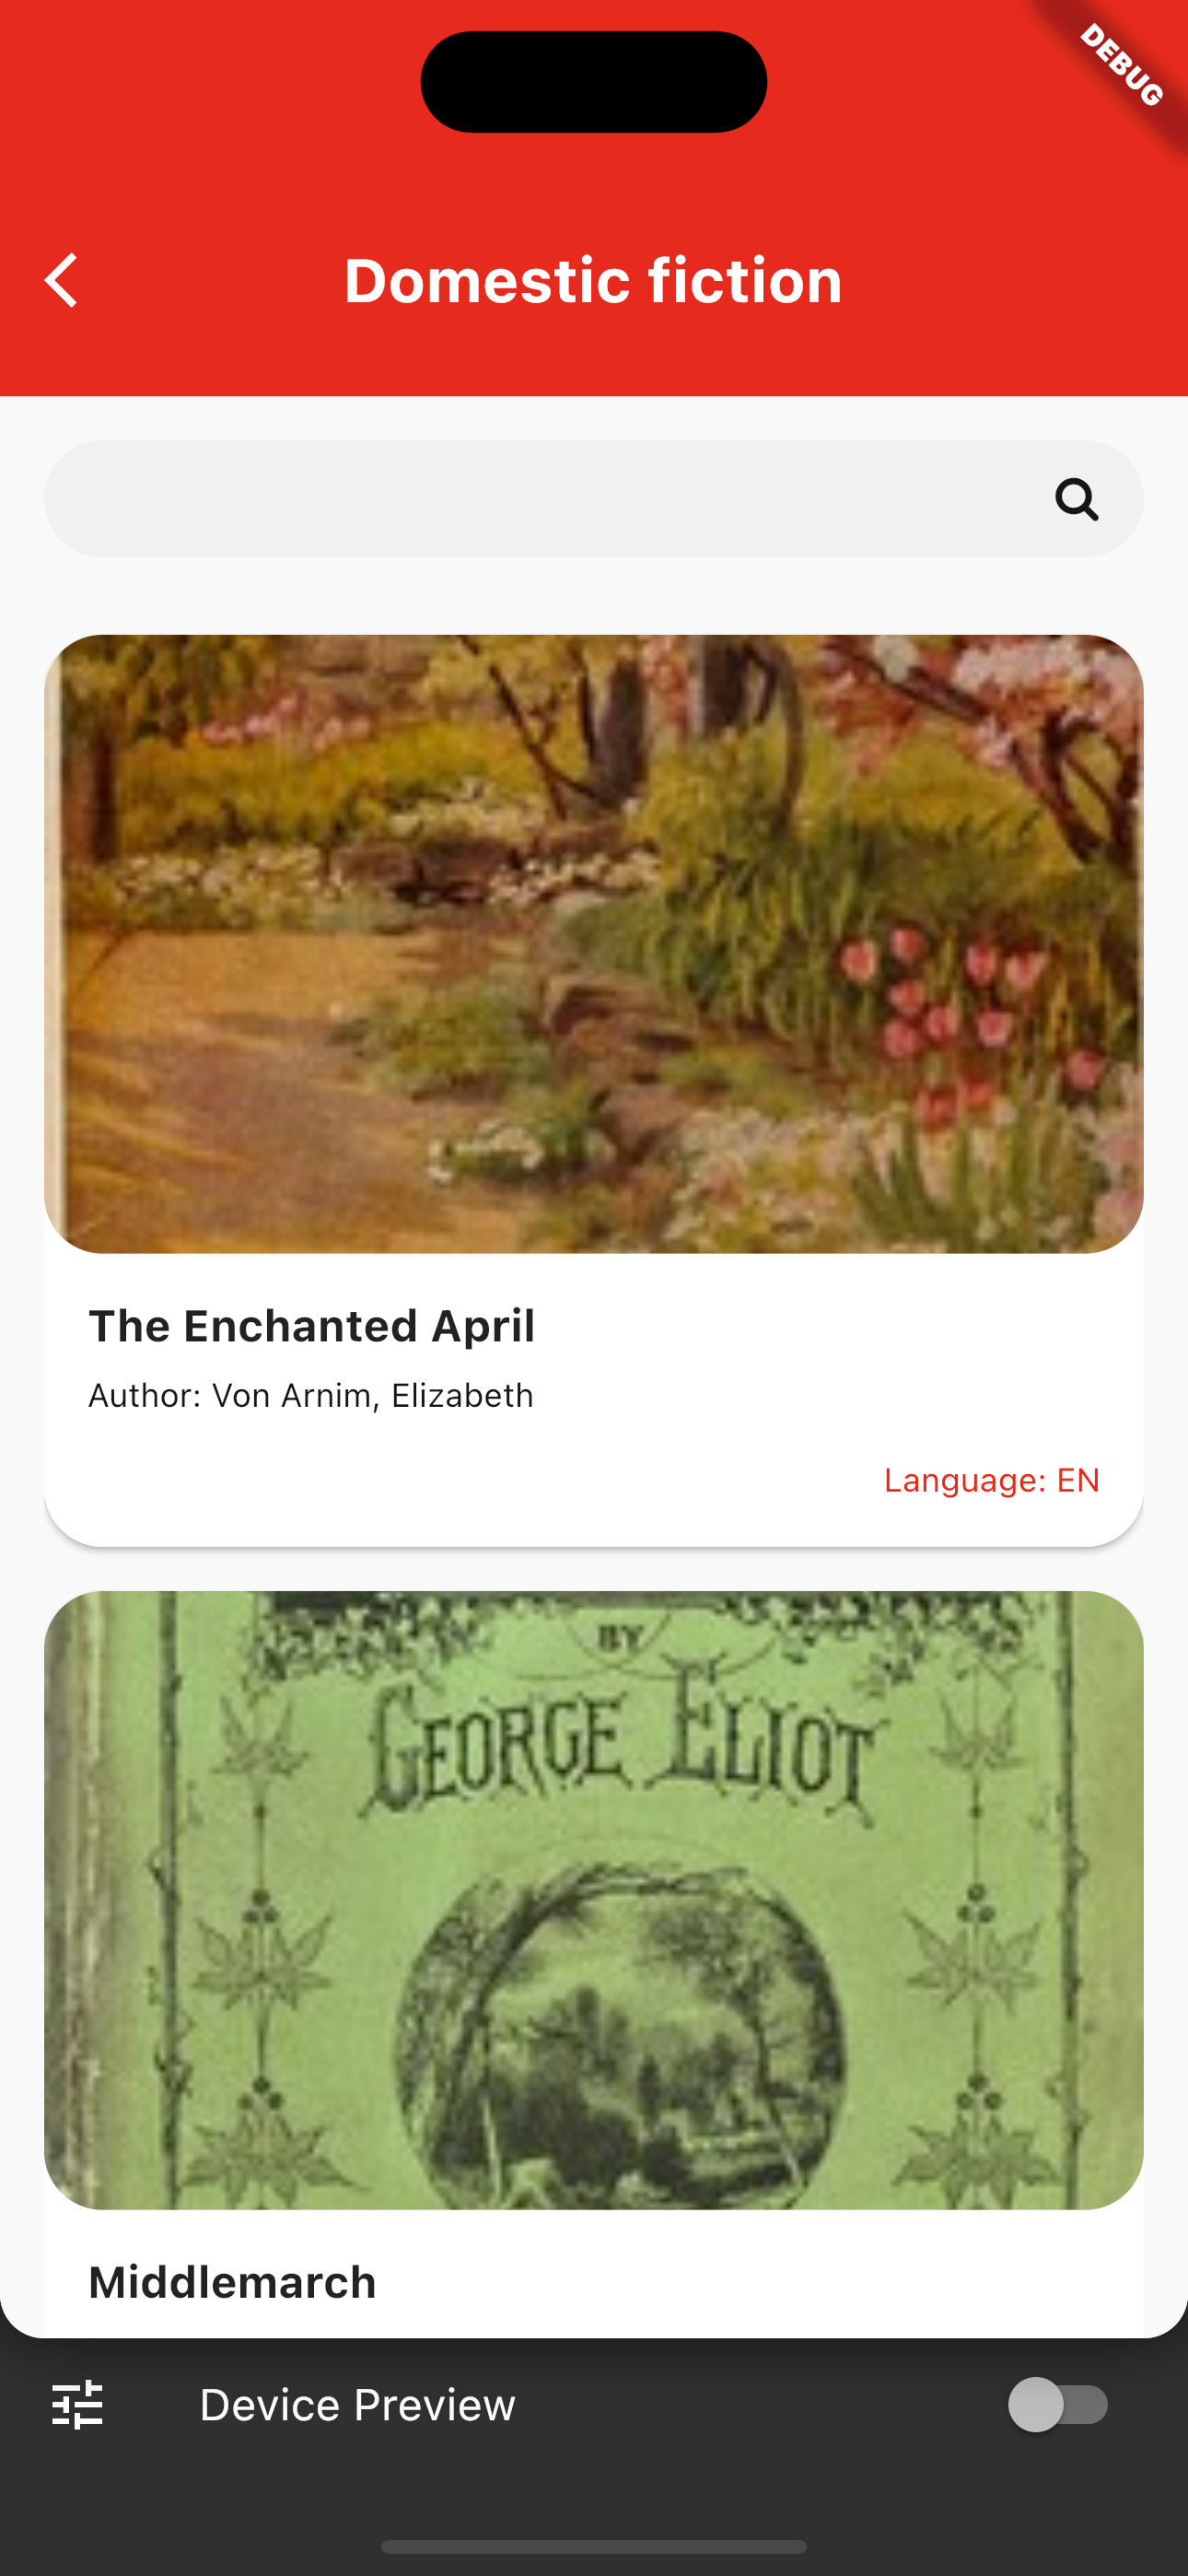 DEBUG
Domestic fiction
The Enchanted April
Author: Von Arnim, Elizabeth
Language: EN
BY
GEORGE ELIOT
Middlemarch
Device Preview